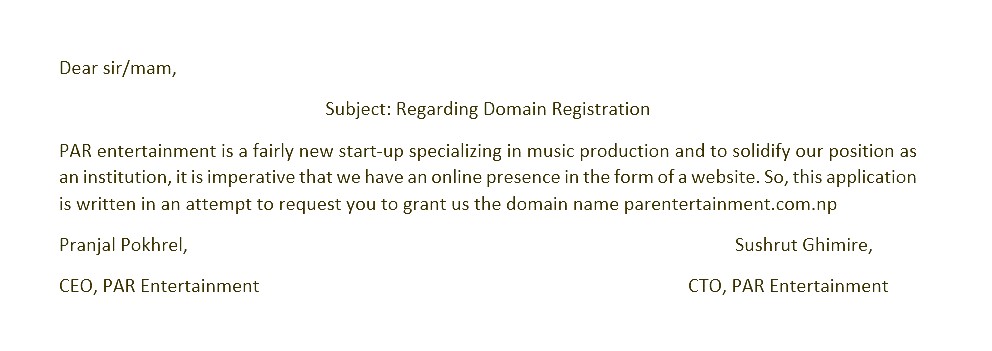 Dear sir/mam,
Subject: Regarding Domain Registration
PAR entertainment is a fairly new start-up specializing in music production and to solidify our position as
an institution, it is imperative that we have an online presence in the form of a website. So, this application
is written in an attempt to request you to grant us the domain name parentertainment.com.np
Pranjal Pokhrel, Sushrut Ghimire,
CEO, PAR Entertainment CTO, PAR Entertainment